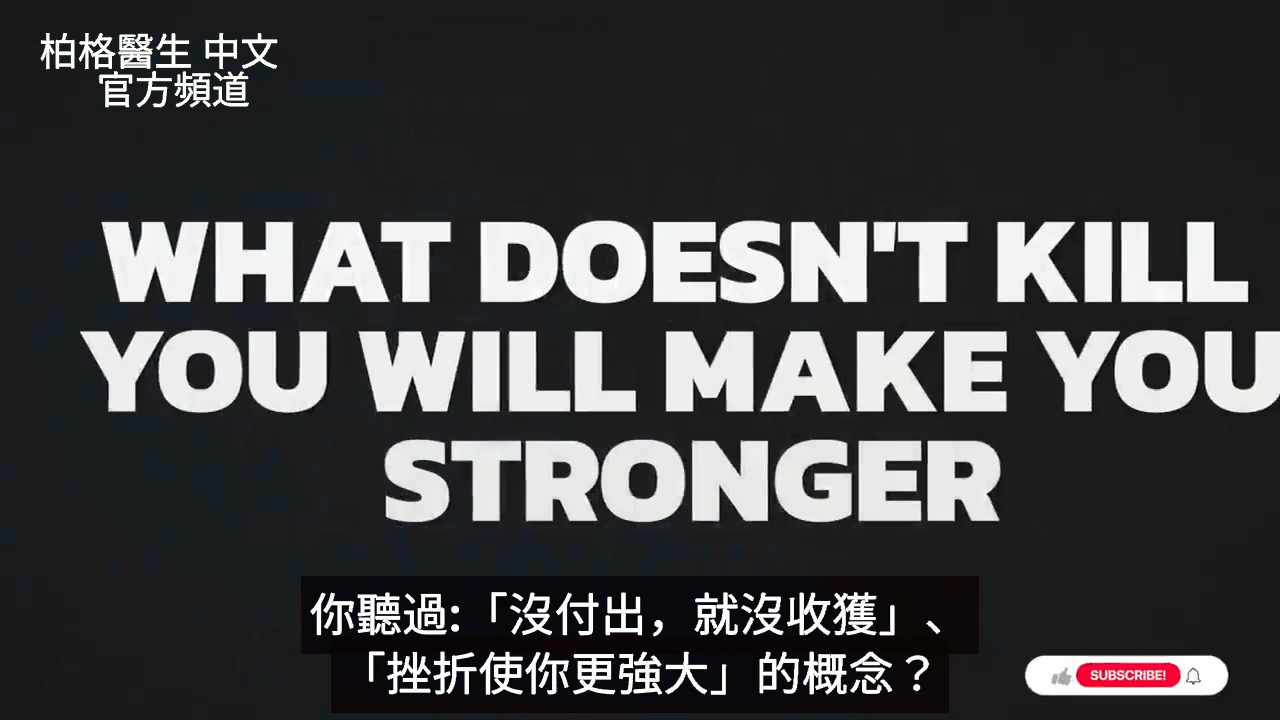 柏格醫生 中文
官方頻道
WHAT DOESN'T KILL
YOU WILL MAKE YOU
STRONGER
你聽過:「沒付出，就沒收獲」、
「挫折使你更強大」的概念？
SUBSCRIBE!